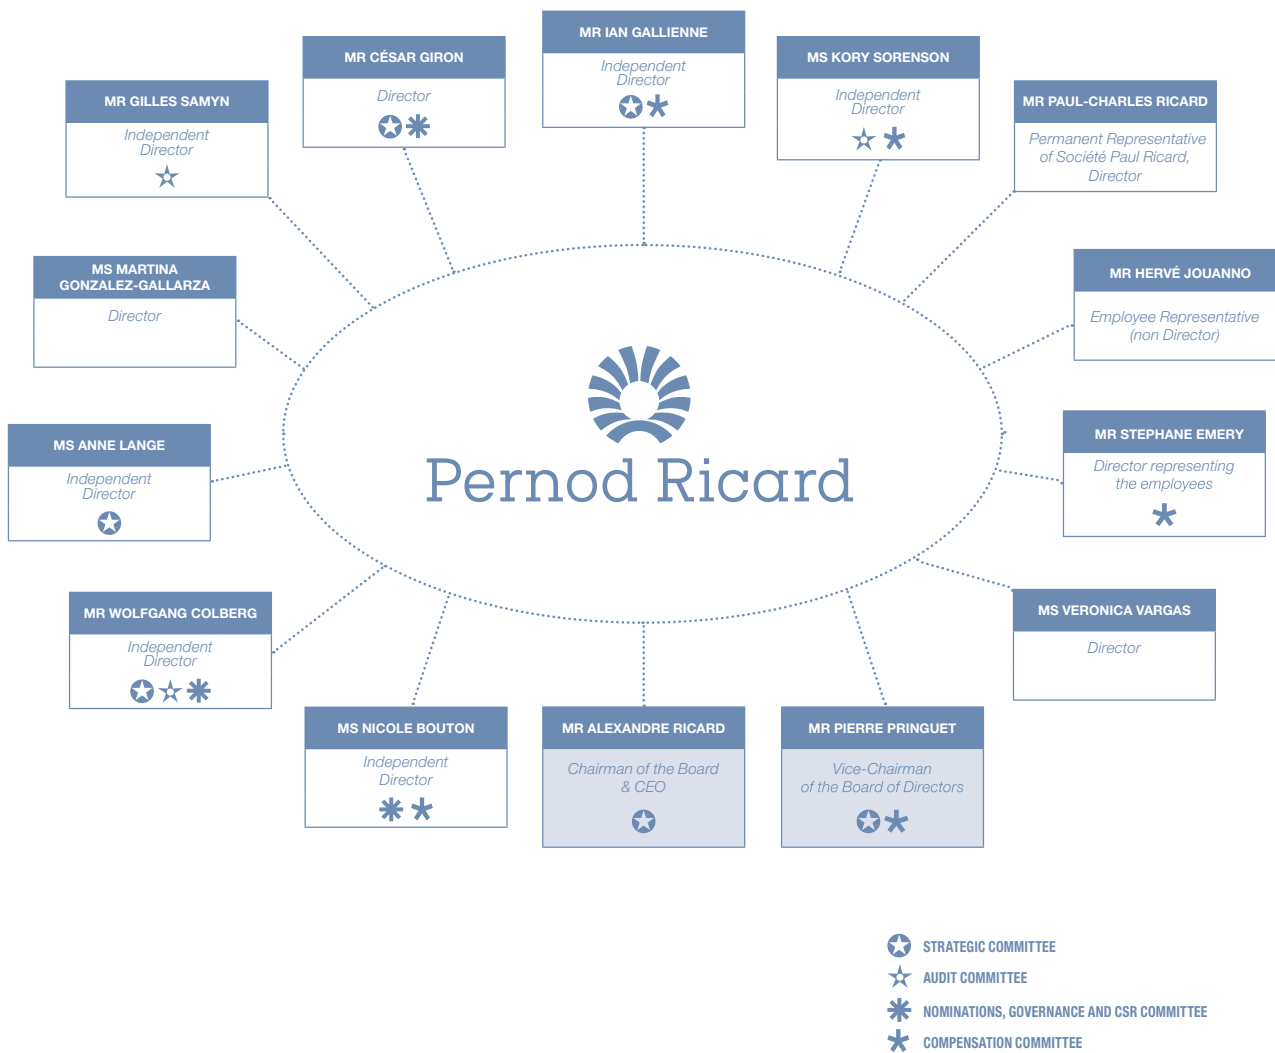 MR IAN GALLIENNE
Independent
Director
MR CÉSAR GIRON
Director
MS KORY SORENSON
Independent
Director
MR GILLES SAMYN
Independent
Director
MR PAUL-CHARLES RICARD
Permanent Representative
of Société Paul Ricard,
Director
MS MARTINA
GONZALEZ-GALLARZA
Director
MR HERVÉ JOUANNO
Employee Representative
(non Director)
Pernod Ricard
MS ANNE LANGE
Independent
Director
MR STEPHANE EMERY
Director representing
the employees
MR WOLFGANG COLBERG
Independent
Director
MS VERONICA VARGAS
Director
MS NICOLE BOUTON
Independent
Director
MR ALEXANDRE RICARD
Chairman of the Board
& CEO
MR PIERRE PRINGUET
Vice-Chairman
of the Board of Directors
STRATEGIC COMMITTEE
AUDIT COMMITTEE
NOMINATIONS, GOVERNANCE AND CSR COMMITTEE
COMPENSATION COMMITTEE